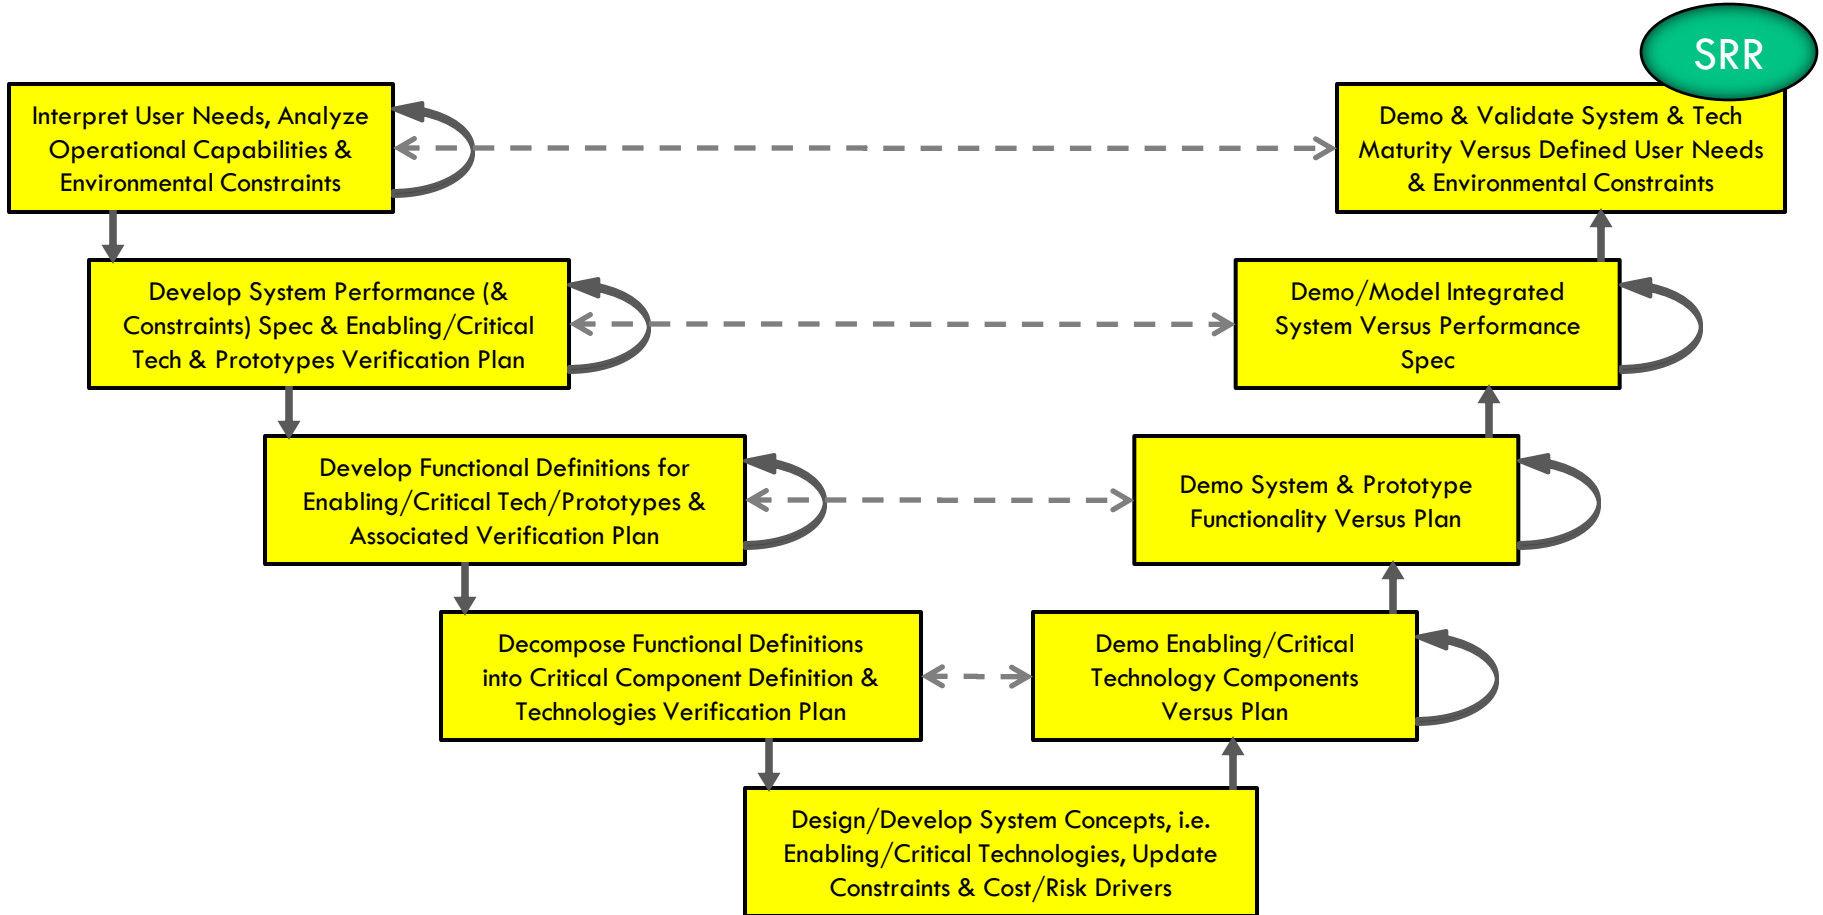 SRR
Interpret User Needs, Analyze
Operational Capabilities &
Environmental Constraints
Demo & Validate System & Tech
Maturity Versus Defined User Needs
& Environmental Constraints
Develop System Performance (&
Constraints) Spec & Enabling/Critical
Tech & Prototypes Verification Plan
Demo/Model Integrated
System Versus Performance
Spec
Develop Functional Definitions for
Enabling/Critical Tech/Prototypes &
Associated Verification Plan
Demo System & Prototype
Functionality Versus Plan
Decompose Functional Definitions
into Critical Component Definition &
Technologies Verification Plan
Demo Enabling/Critical
Technology Components
Versus Plan
Design/Develop System Concepts, i.e.
Enabling/Critical Technologies, Update
Constraints & Cost/Risk Drivers